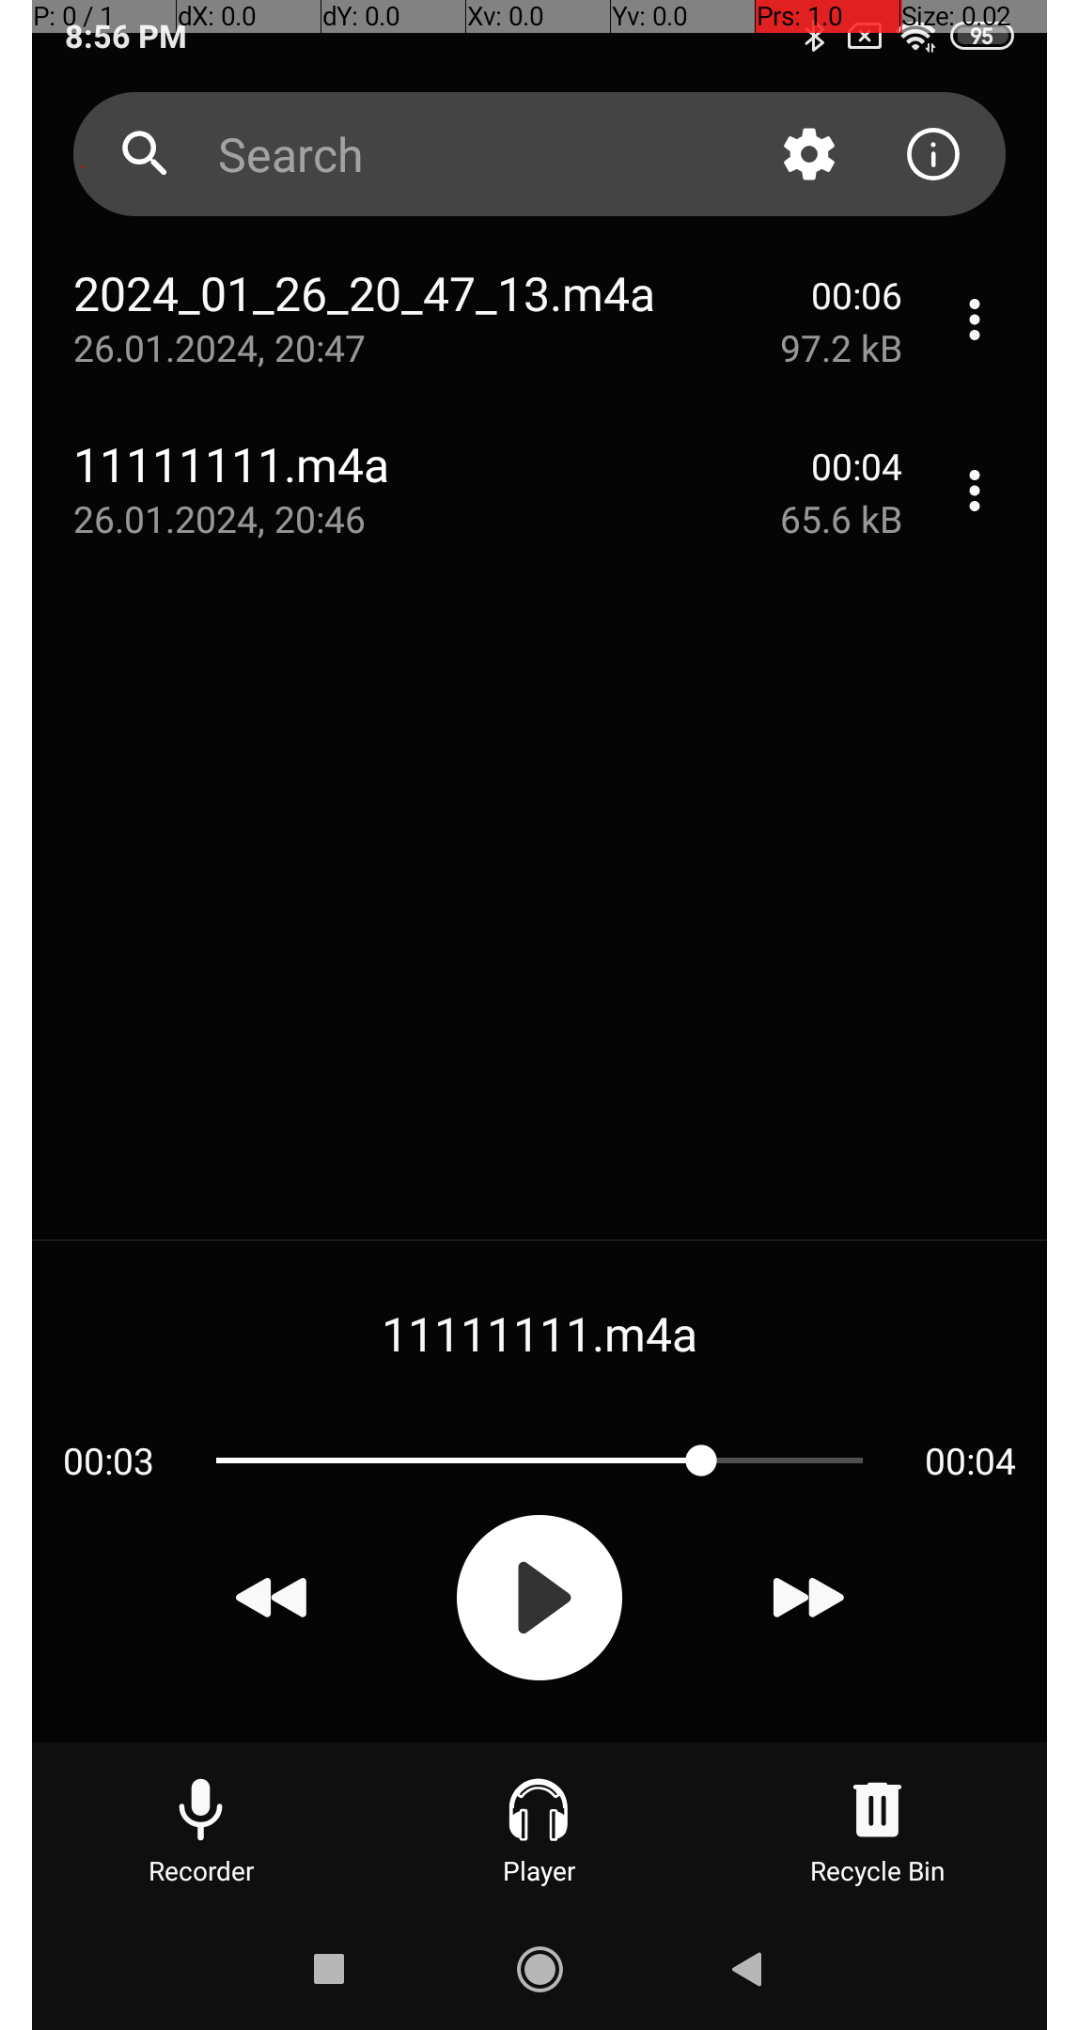 P: 0 / 1 dX: 0.0 dY: 0.0 Xv: 0.0 Yv: 0.0 Prs: 1.0 Size: 0.02
8:56 PM 95
Search
2024_01_26_20_47_13.m4a 00:06
26.01.2024, 20:47 97.2 kB
11111111.m4a 00:04
26.01.2024, 20:46 65.6 kB
11111111.m4a
00:03 00:04
Recorder Player Recycle Bin